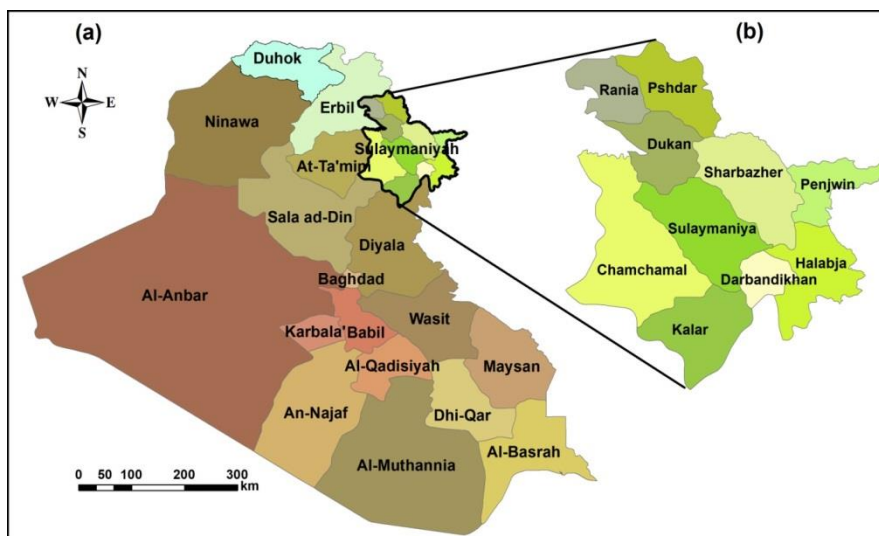 (a)
(b)
Duhok
N
W E
S
Erbil
Ninawa
Sulaymaniyah
At-Ta'mim
Sala ad-Din
Diyala
Baghdad
Al-Anbar
Wasit
Karbala' Babil
Al-Qadisiyah
Maysan
An-Najaf
Dhi-Qar
Al-Basrah
Al-Muthannia
0 50 100 200 300
km
Pshdar
Rania
Dukan
Sharbazher
Penjwin
Sulaymaniya
Halabja
Chamchamal
Darbandikhan
Kalar